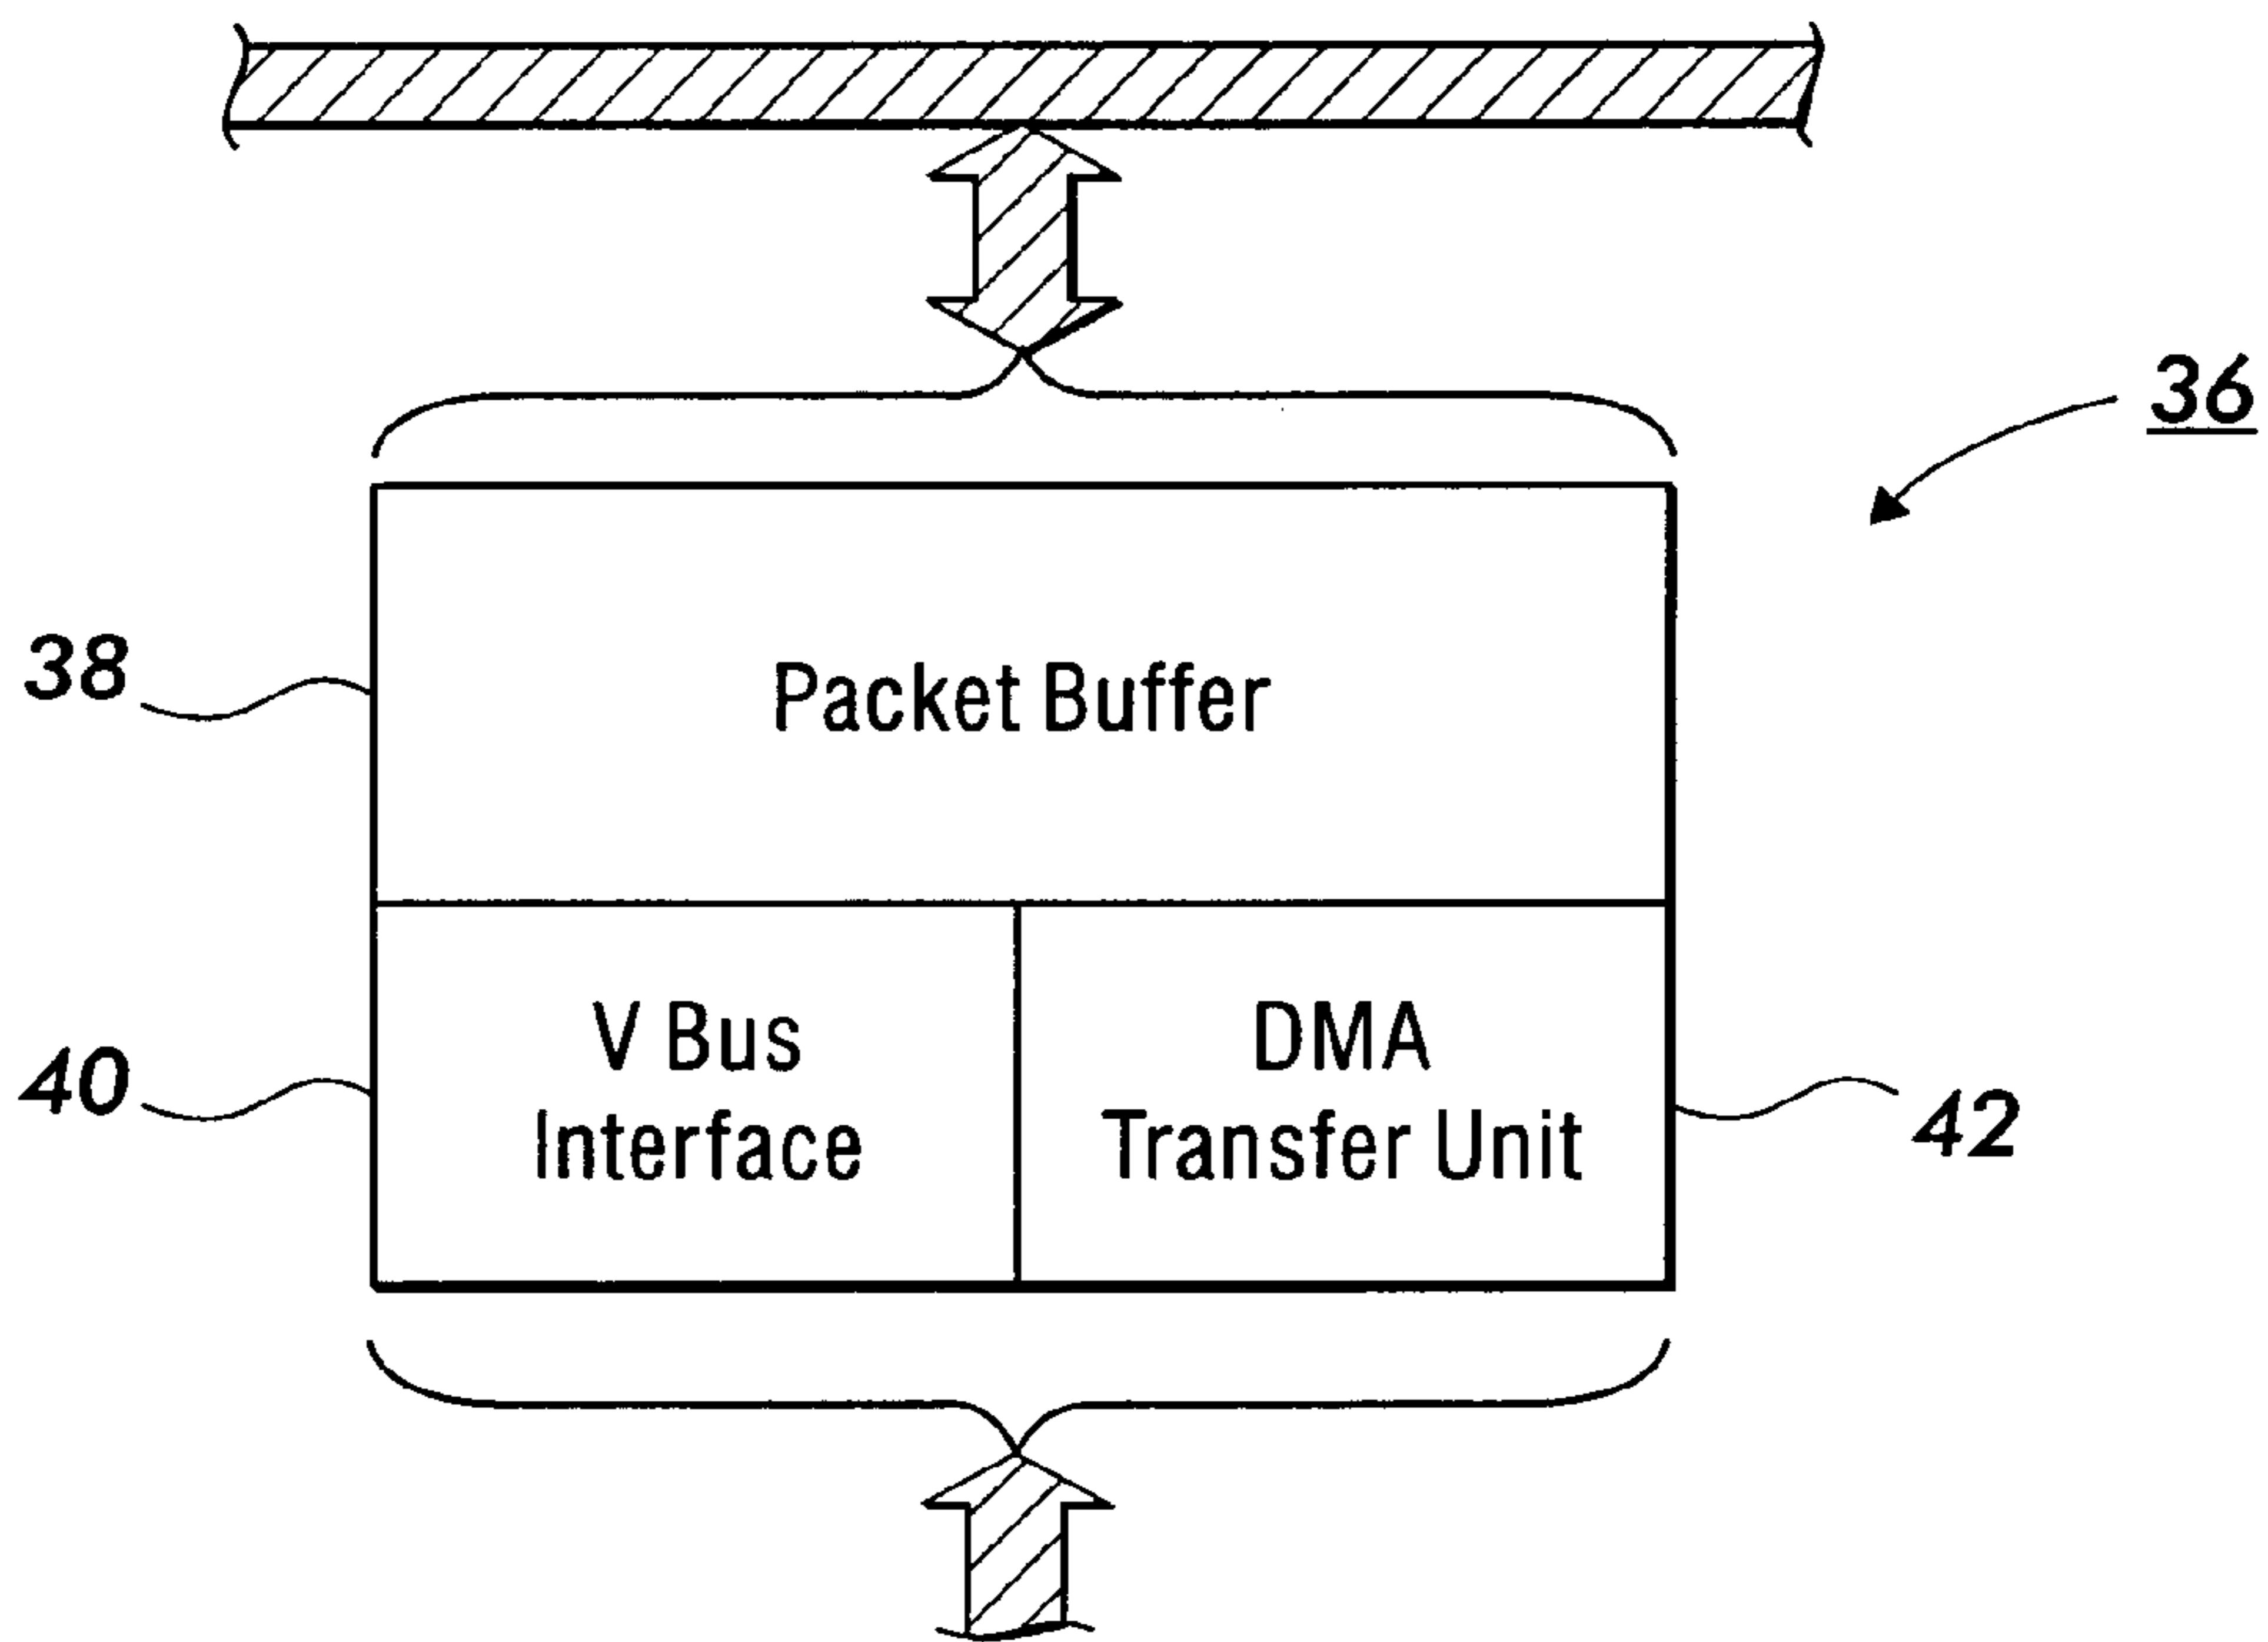 36
38
Packet Buffer
V Bus
Interface
40
DMA
Transfer Unit
42